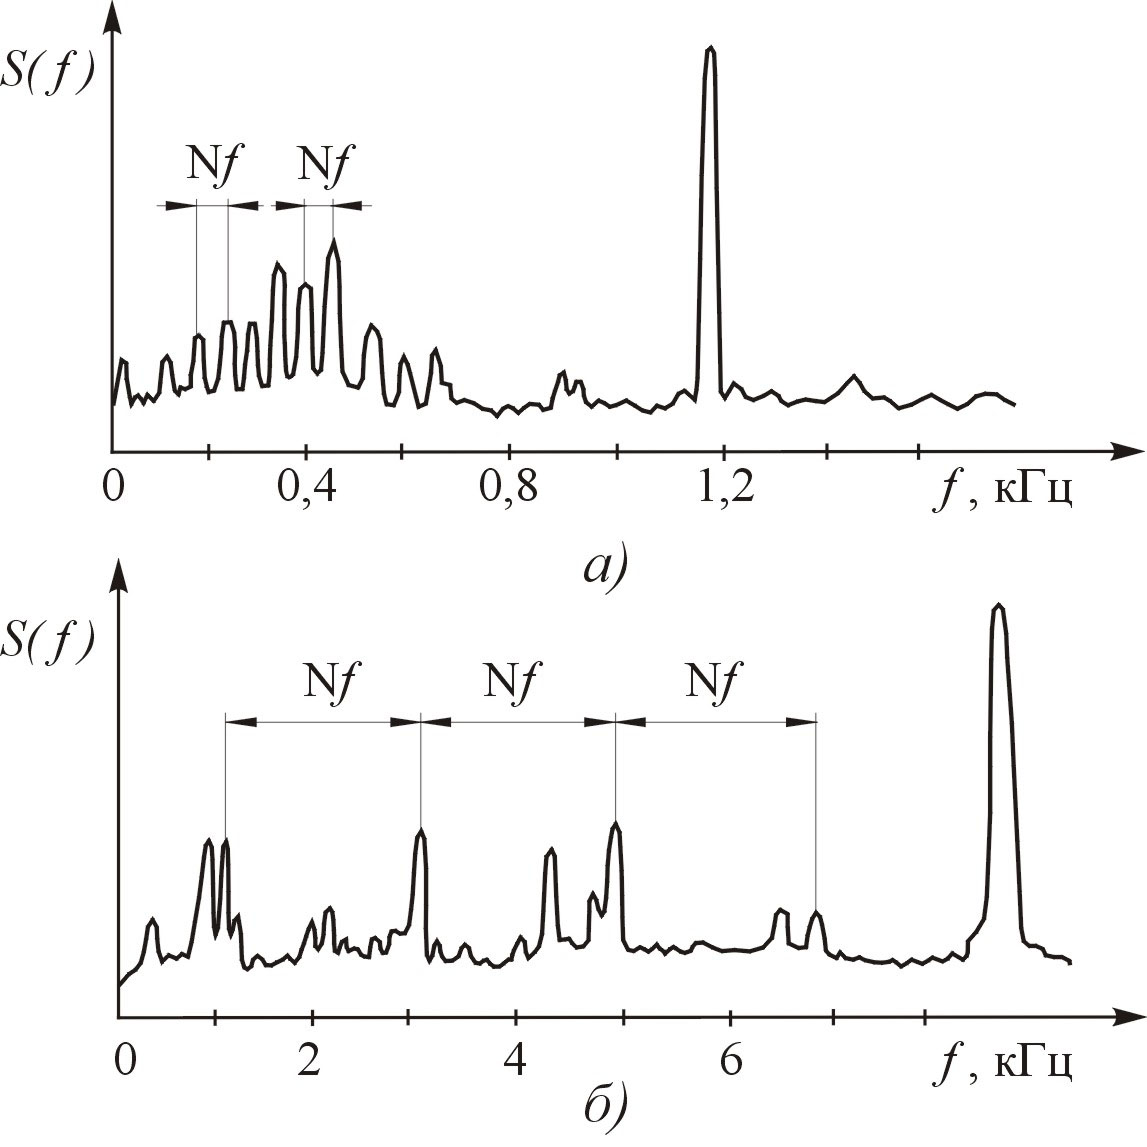 S(f)
Nf Nf
0 0,4 0,8 1,2 f, кГц
а)
S(f)
Nf Nf Nf
0 2 4 6 f, кГц
б)